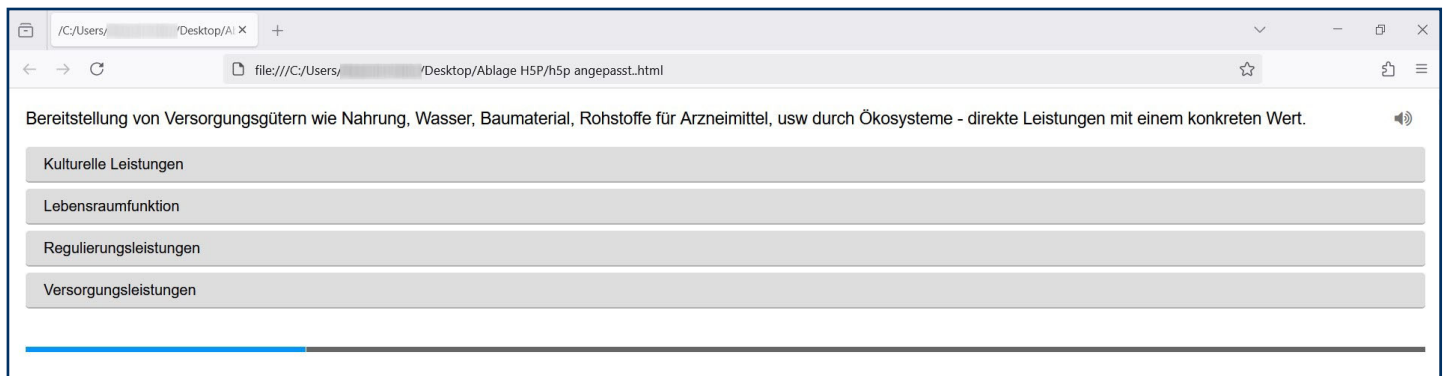 /C:/Users/ /Desktop/Al
file:///C:/Users/ /Desktop/Ablage H5P/h5p angepasst..html
Bereitstellung von Versorgungsgütern wie Nahrung, Wasser, Baumaterial, Rohstoffe für Arzneimittel, usw durch Ökosysteme - direkte Leistungen mit einem konkreten Wert.
Kulturelle Leistungen
Lebensraumfunktion
Regulierungsleistungen
Versorgungsleistungen